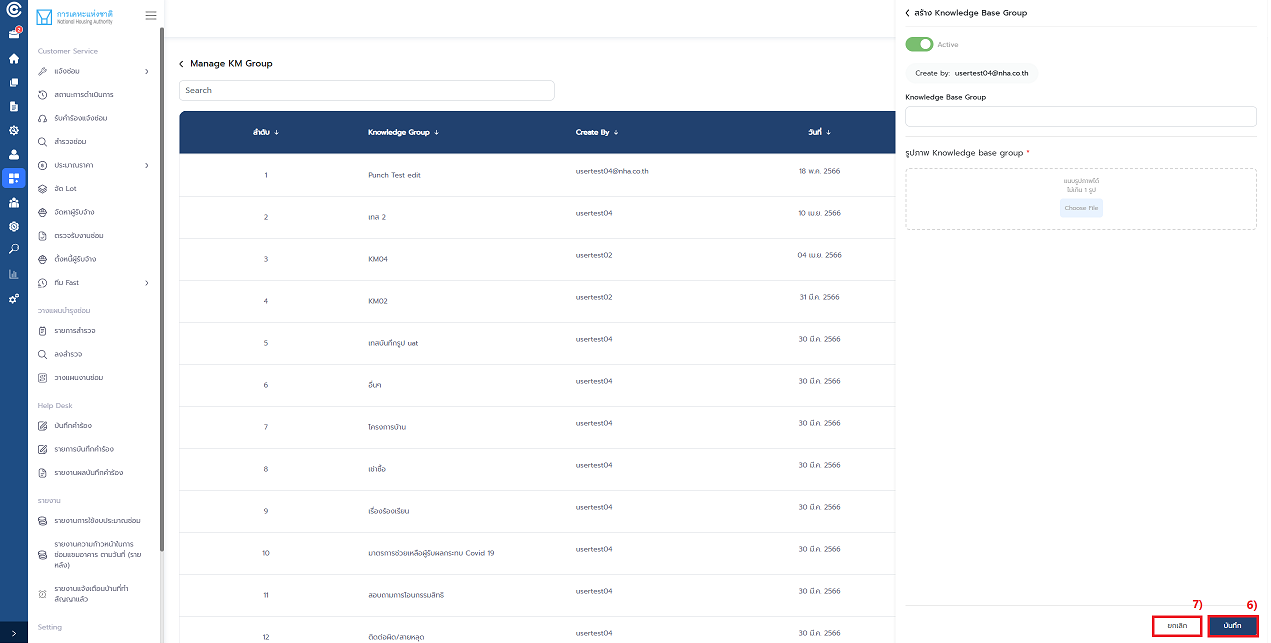 2
การเคหะแห่งชาติ
National Housing Authority
Customer Service
แจ้งซ่อม
สถานะการดำเนินการ
รับคำร้องแจ้งซ่อม
สำรวจซ่อม
ประมาณราคา
จัด Lot
จัดหาผู้รับจ้าง
ตรวจรับงานซ่อม
ตั้งหนี้ผู้รับจ้าง
ทีม Fast
วางแผนบำรุงซ่อม
รายการสำรวจ
ลงสำรวจ
วางแผนงานซ่อม
Help Desk
บันทึกคำร้อง
รายการบันทึกคำร้อง
รายงานผลบันทึกคำร้อง
รายงาน
รายงานการใช้งบประมาณซ่อม
รายงานความก้าวหน้าในการ
ซ่อมแซมอาคาร ตามวันที่ (ราย
หลัง)
รายงานแจ้งเตือนบ้านที่ทำ
สัญญาแล้ว
Setting
Manage KM Group
Search
ลำดับ Knowledge Group Create By วันที่
1 Punch Test edit usertest04@nha.co.th 18 พ.ค. 2566
2 เทส 2 usertest04 10 เม.ย. 2566
3 KM04 usertest02 04 เม.ย. 2566
4 KM02 usertest02 31 มี.ค. 2566
5 เทสบันทึกรูป uat usertest04 30 มี.ค. 2566
6 อื่นๆ usertest04 30 มี.ค. 2566
7 โครงการบ้าน usertest04 30 มี.ค. 2566
8 เช่าซื้อ usertest04 30 มี.ค. 2566
9 เรื่องร้องเรียน usertest04 30 มี.ค. 2566
10 มาตรการช่วยเหลือผู้รับผลกระทบ Covid 19 usertest04 30 มี.ค. 2566
11 สอบถามการโอนกรรมสิทธิ์ usertest04 30 มี.ค. 2566
12 ติดต่อผิด/สายหลุด usertest04 30 มี.ค. 2566
สร้าง Knowledge Base Group
Active
Create by: usertest04@nha.co.th
Knowledge Base Group
รูปภาพ Knowledge base group *
แนบรูปภาพได้
ไม่เกิน 1 รูป
Choose File
7) 6)
ยกเลิก บันทึก